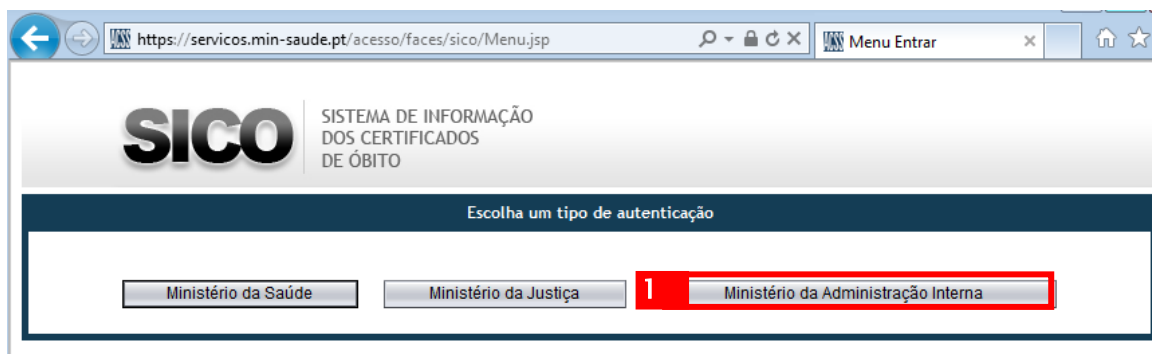 https://servicos.min-saude.pt/acesso/faces/sico/Menu.jsp
Menu Entrar
SICO
SISTEMA DE INFORMAÇÃO
DOS CERTIFICADOS
DE ÓBITO
Escolha um tipo de autenticação
Ministério da Saúde
Ministério da Justiça
1
Ministério da Administração Interna